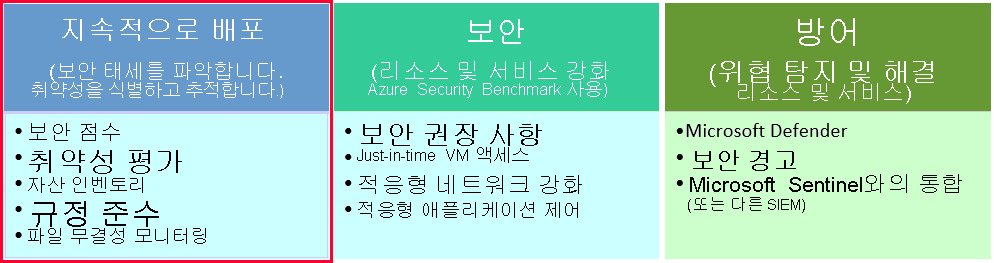 지속적으로 배포
(보안 태세를 파악합니다.
취약성을 식별하고 추적합니다.)
• 보안 점수
• 취약성 평가
• 자산 인벤토리
• 규정 준수
• 파일 무결성 모니터링
보안
(리소스 및 서비스 강화
Azure Security Benchmark 사용)
• 보안 권장 사항
• Just-in-time VM 액세스
• 적응형 네트워크 강화
• 적응형 애플리케이션 제어
방어
(위협 탐지 및 해결
리소스 및 서비스)
•Microsoft Defender
• 보안 경고
• Microsoft Sentinel와의 통합
(또는 다른 SIEM)